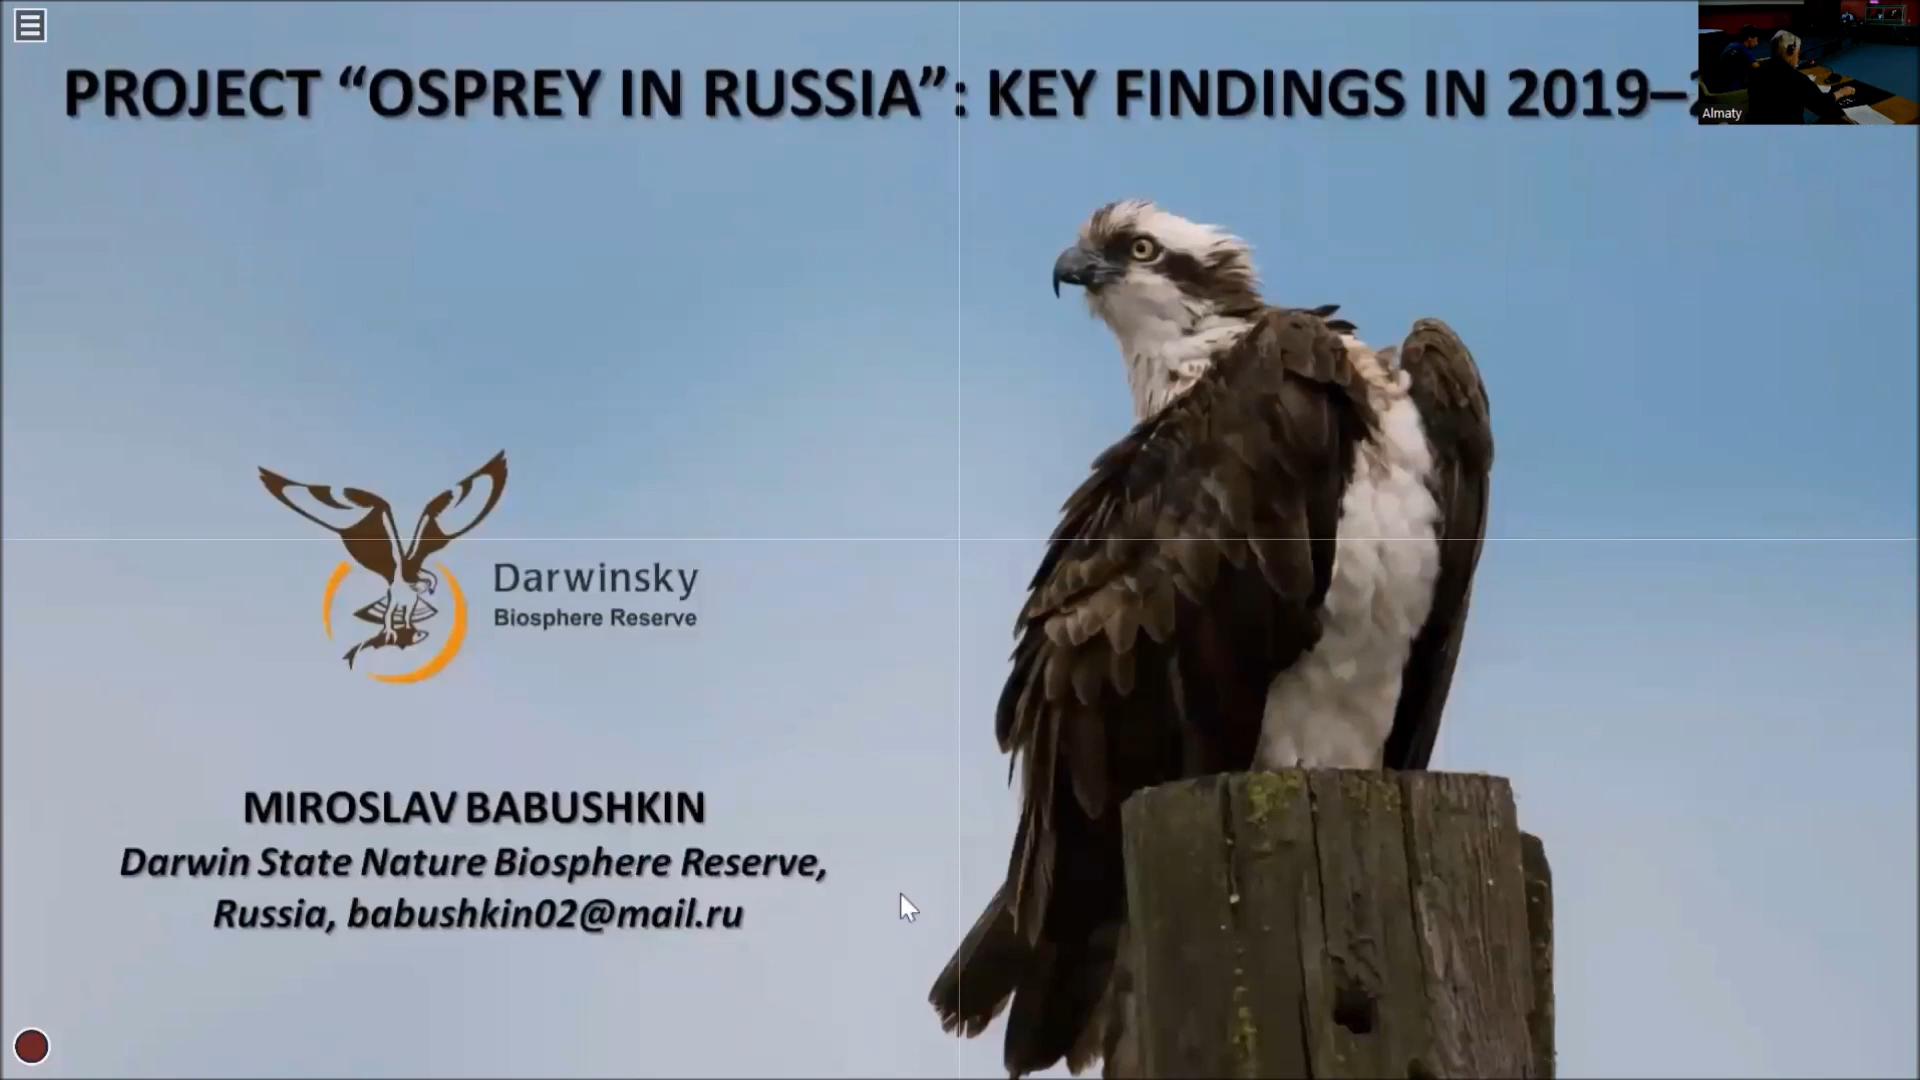 PROJECT “OSPREY IN RUSSIA”: KEY FINDINGS IN 2019–
Almaty
Darwinsky
Biosphere Reserve
MIROSLAV BABUSHKIN
Darwin State Nature Biosphere Reserve,
Russia, babushkin02@mail.ru